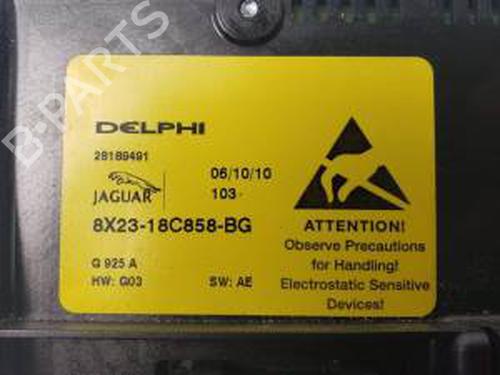 B-PARTS
DELPHI
28189491
JAGUAR
06/10/10
103
8X23-18C858-BG
G 925 A
HW: G03 SW: AE
ATTENTION!
Observe Precautions
for Handling!
Electrostatic Sensitive
Devices!